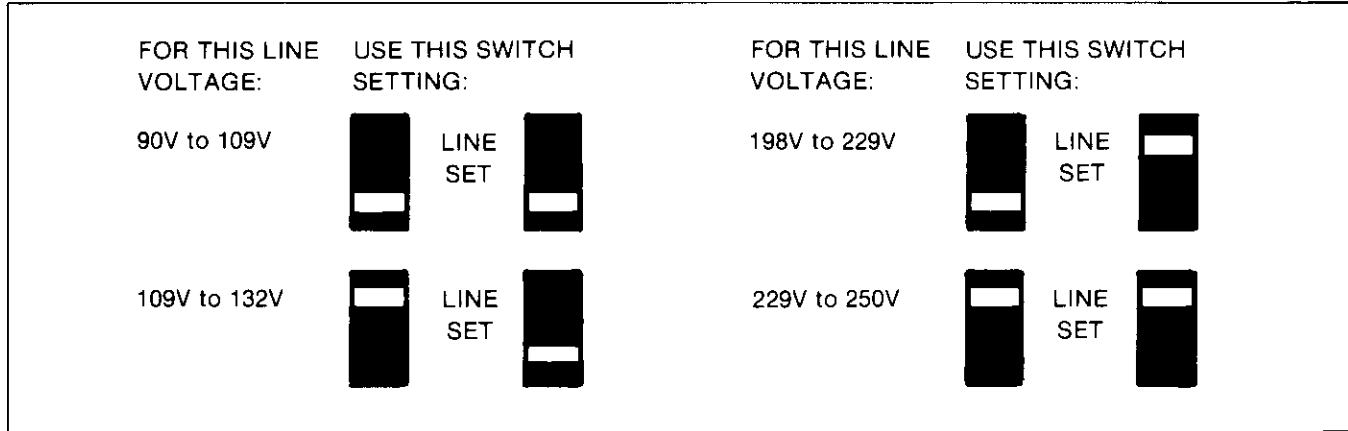 FOR THIS LINE VOLTAGE:
USE THIS SWITCH SETTING:
90V to 109V
LINE
SET
109V to 132V
LINE
SET
FOR THIS LINE VOLTAGE:
USE THIS SWITCH SETTING:
198V to 229V
LINE
SET
229V to 250V
LINE
SET